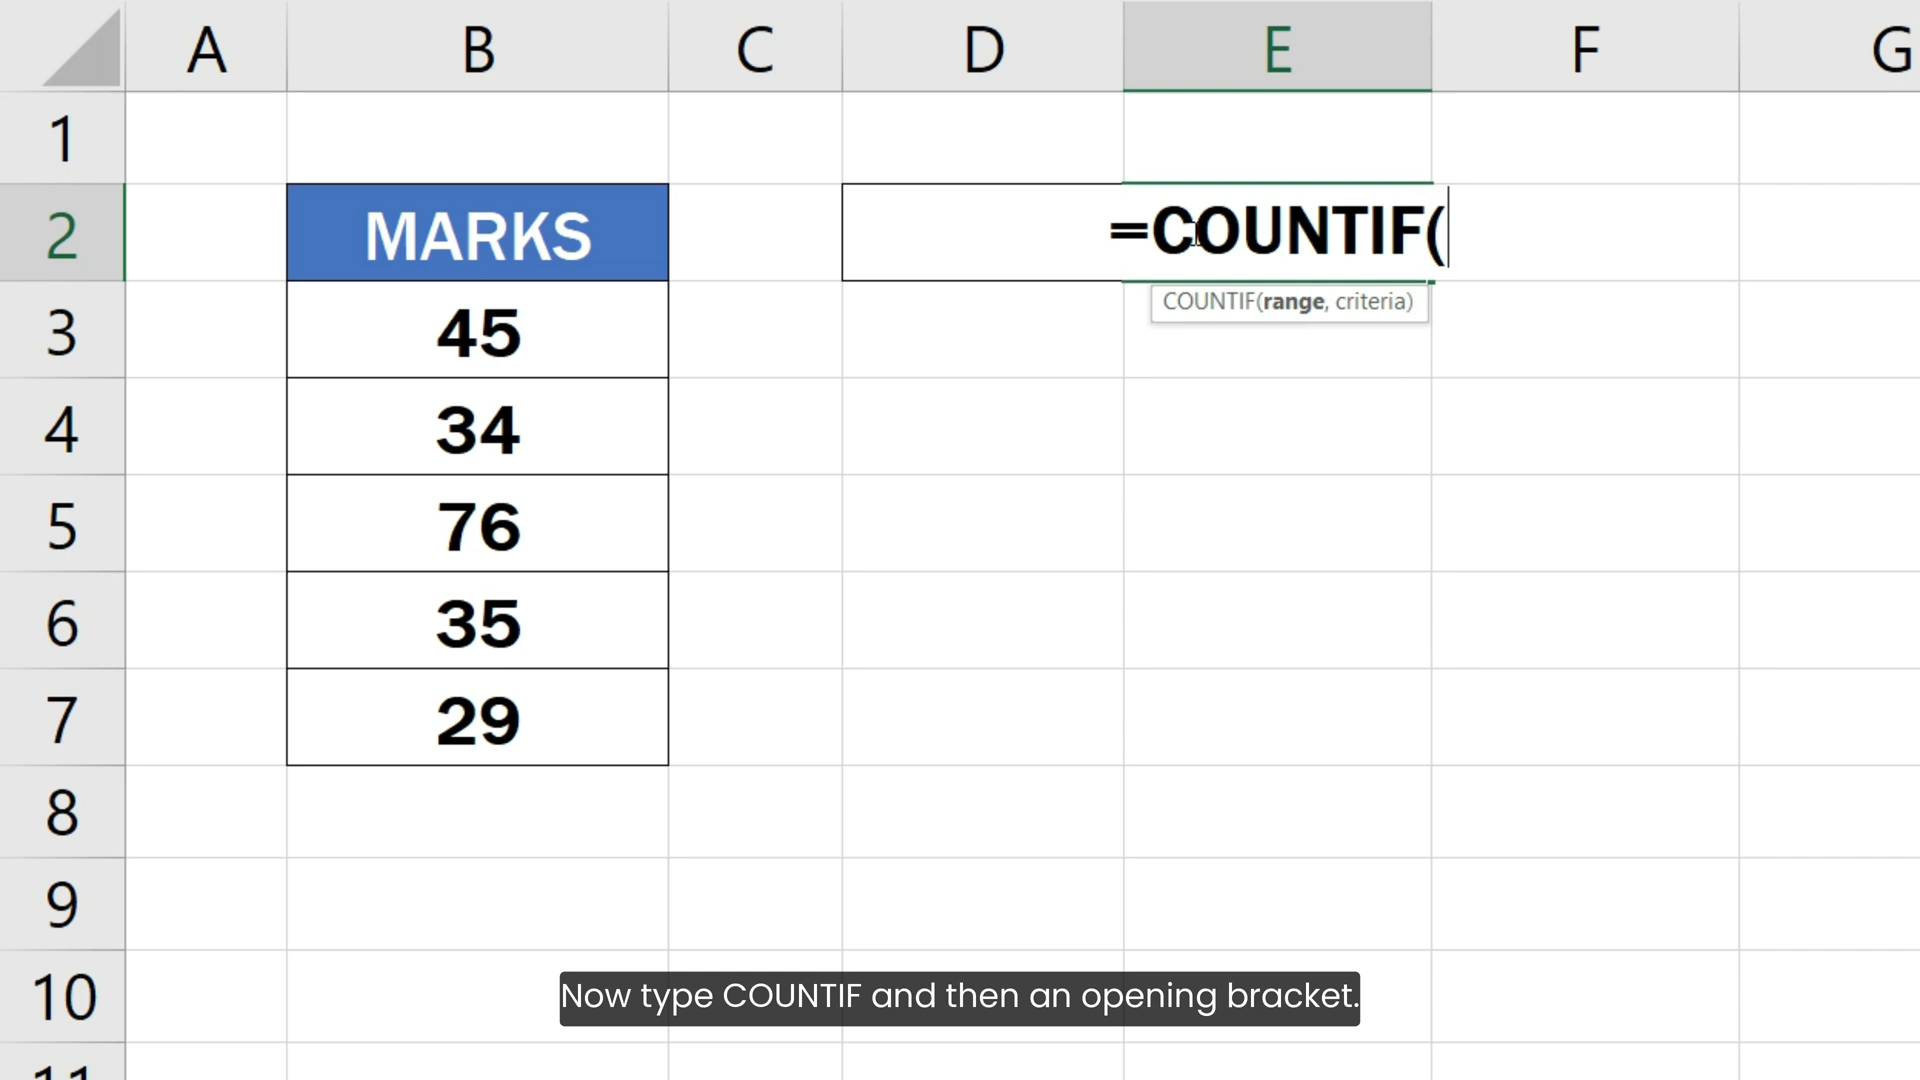 A B C D E F G
1
2 MARKS =COUNTIF(
COUNTIF(range, criteria)
3 45
4 34
5 76
6 35
7 29
8
9
10
11
Now type COUNTIF and then an opening bracket.